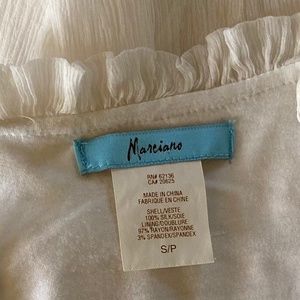 Marciano
RN# 62136
CA# 20825
MADE IN CHINA
FABRIQUE EN CHINE
SHELL/VESTE
100% SILK/SOIE
LINING/DOUBLURE
97% RAYON/RAYONNE
3% SPANDEX/SPANDEX
S/P